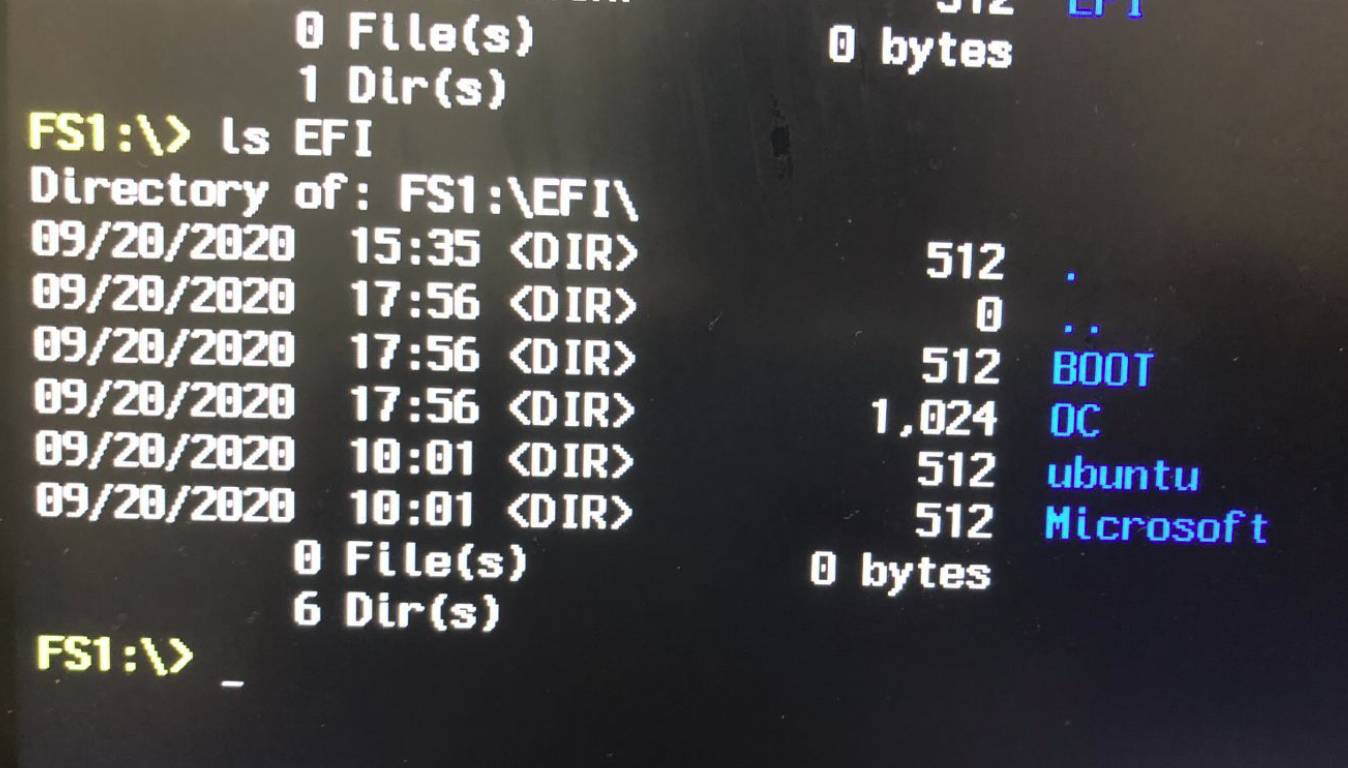 512 EFI
0 File(s) 0 bytes
1 Dir(s)
FS1:\> ls EFI
Directory of: FS1:\EFI\
09/20/2020 15:35 <DIR> 512 .
09/20/2020 17:56 <DIR> 0 ..
09/20/2020 17:56 <DIR> 512 BOOT
09/20/2020 17:56 <DIR> 1,024 OC
09/20/2020 10:01 <DIR> 512 ubuntu
09/20/2020 10:01 <DIR> 512 Microsoft
0 File(s) 0 bytes
6 Dir(s)
FS1:\> _